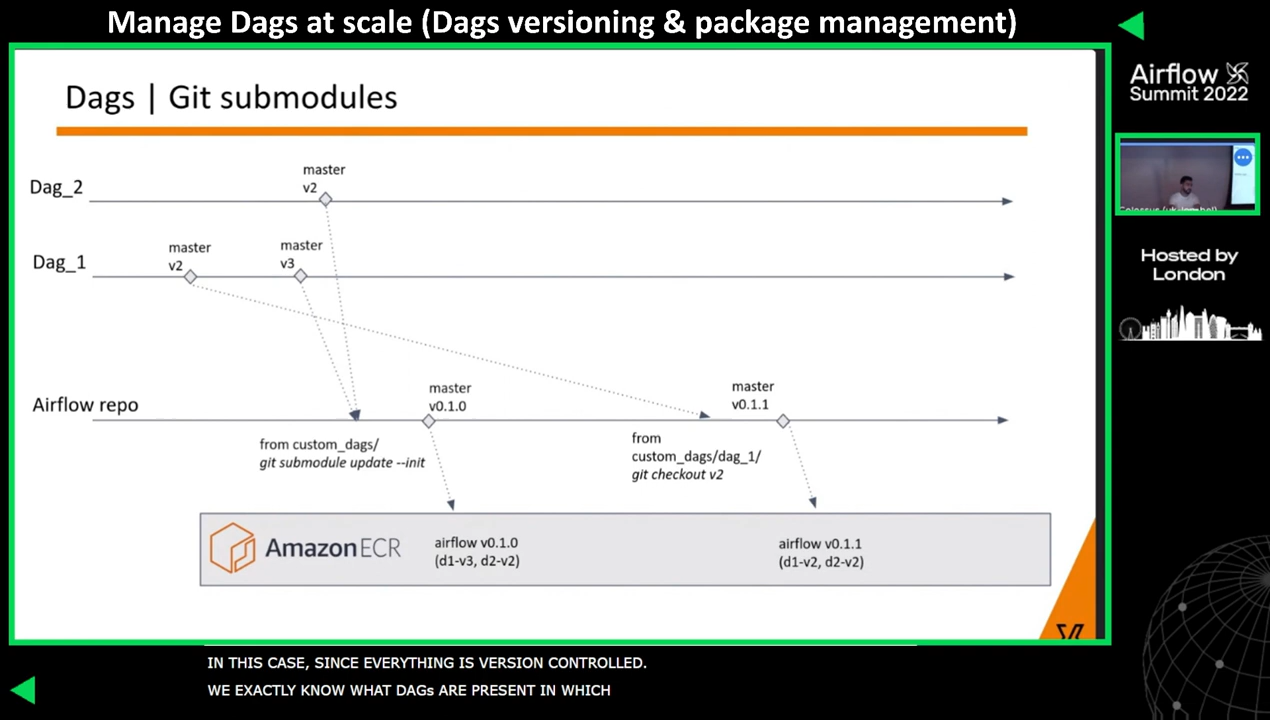 Manage Dags at scale (Dags versioning & package management)
Airflow
Summit 2022
Dags | Git submodules
master
v2
Dag_2
master
v2
master
v3
Dag_1
Hosted by
London
master
v0.1.0
master
v0.1.1
Airflow repo
from custom_dags/
git submodule update --init
from
custom_dags/dag_1/
git checkout v2
Amazon ECR
airflow v0.1.0
(d1-v3, d2-v2)
airflow v0.1.1
(d1-v2, d2-v2)
IN THIS CASE, SINCE EVERYTHING IS VERSION CONTROLLED.
WE EXACTLY KNOW WHAT DAGs ARE PRESENT IN WHICH